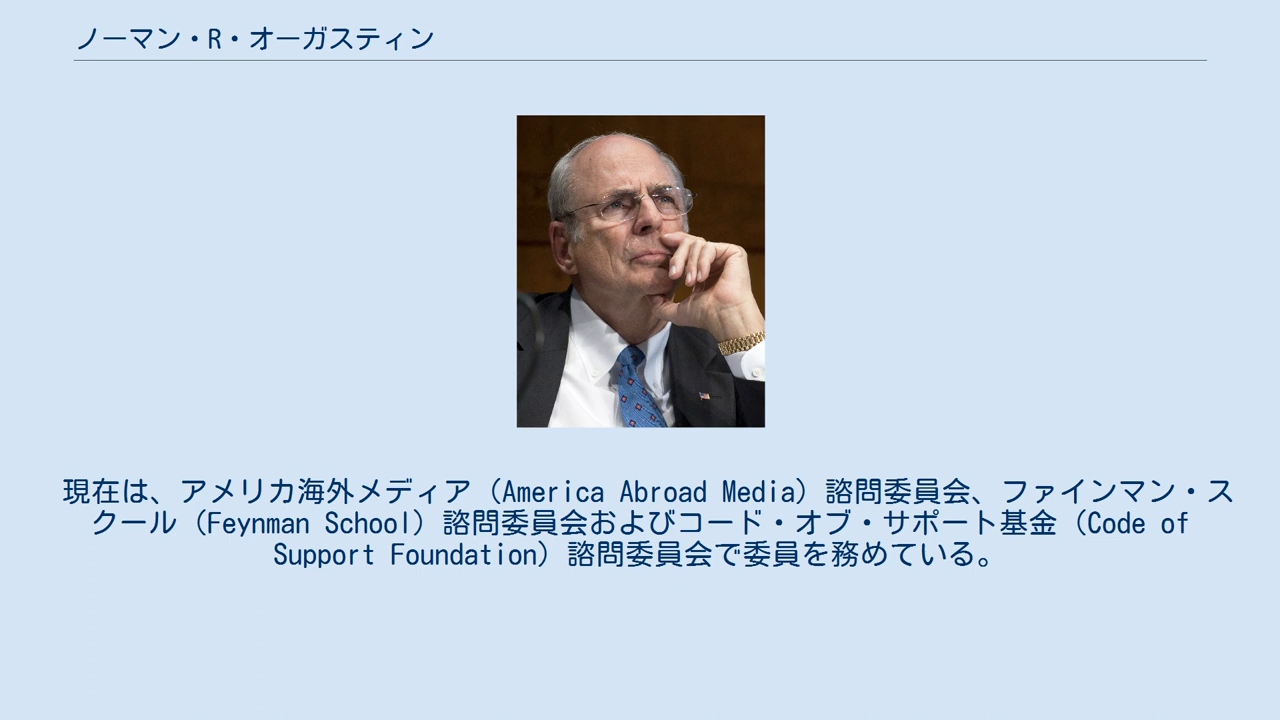 ノーマン・R・オーガスティン
現在は、アメリカ海外メディア（America Abroad Media）諮問委員会、ファインマン・ス
クール（Feynman School）諮問委員会およびコード・オブ・サポート基金（Code of
Support Foundation）諮問委員会で委員を務めている。